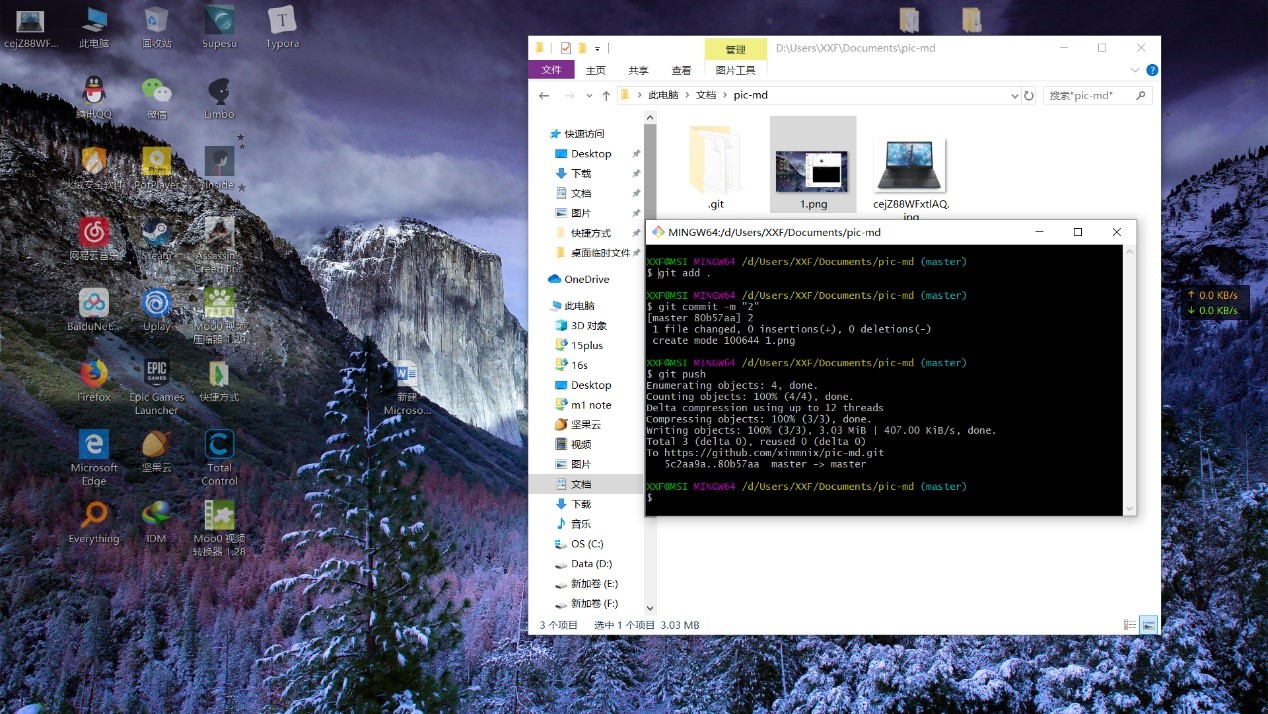 cejZ88WF...
此电脑
回收站
Supesu
Typora
腾讯QQ
微信
Limbo
火绒安全软件
PotPlayer
Inside
网易云音乐
Steam
Assassin's
Creed Br...
BaiduNet...
Uplay
Moo0 视频
压缩器 1.29
Firefox
EPIC
GAMES
Epic Games
Launcher
快捷方式
新建
Microso...
Microsoft
Edge
坚果云
Total
Control
Everything
IDM
Moo0 视频
转换器 1.28
管理
D:\Users\XXF\Documents\pic-md
文件
主页
共享
查看
图片工具
此电脑 > 文档 > pic-md
搜索"pic-md"
快速访问
Desktop
下载
文档
图片
快捷方式
桌面临时文件
OneDrive
此电脑
3D 对象
15plus
16s
Desktop
m1 note
坚果云
视频
图片
文档
下载
音乐
OS (C:)
Data (D:)
新加卷 (E:)
新加卷 (F:)
.git
1.png
cejZ88WFxtlAQ.
jpg
MINGW64:/d/Users/XXF/Documents/pic-md
XXF@MSI MINGW64 /d/Users/XXF/Documents/pic-md (master)
$ git add .
XXF@MSI MINGW64 /d/Users/XXF/Documents/pic-md (master)
$ git commit -m "2"
[master 80b57aa] 2
1 file changed, 0 insertions(+), 0 deletions(-)
create mode 100644 1.png
XXF@MSI MINGW64 /d/Users/XXF/Documents/pic-md (master)
$ git push
Enumerating objects: 4, done.
Counting objects: 100% (4/4), done.
Delta compression using up to 12 threads
Compressing objects: 100% (3/3), done.
Writing objects: 100% (3/3), 3.03 MiB | 407.00 KiB/s, done.
Total 3 (delta 0), reused 0 (delta 0)
To https://github.com/xinmnix/pic-md.git
5c2aa9a..80b57aa master -> master
XXF@MSI MINGW64 /d/Users/XXF/Documents/pic-md (master)
$
3 个项目 选中 1 个项目 3.03 MB
↑ 0.0 KB/s
↓ 0.0 KB/s